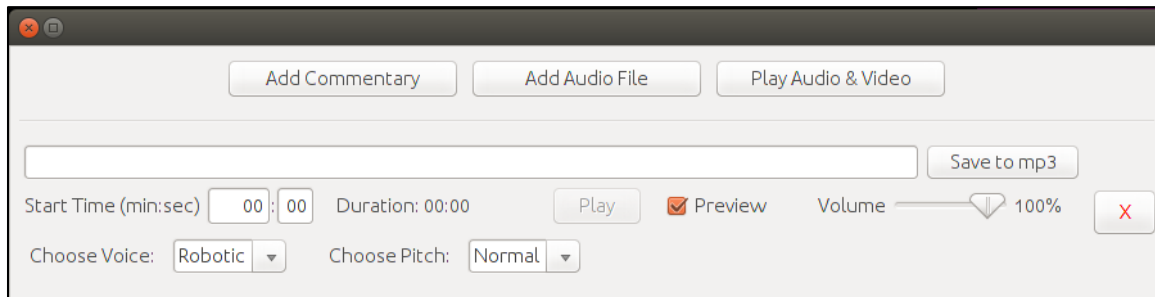 Add Commentary Add Audio File Play Audio & Video
Save to mp3
Start Time (min:sec) 00 : 00 Duration: 00:00 Play Preview Volume 100% X
Choose Voice: Robotic Choose Pitch: Normal